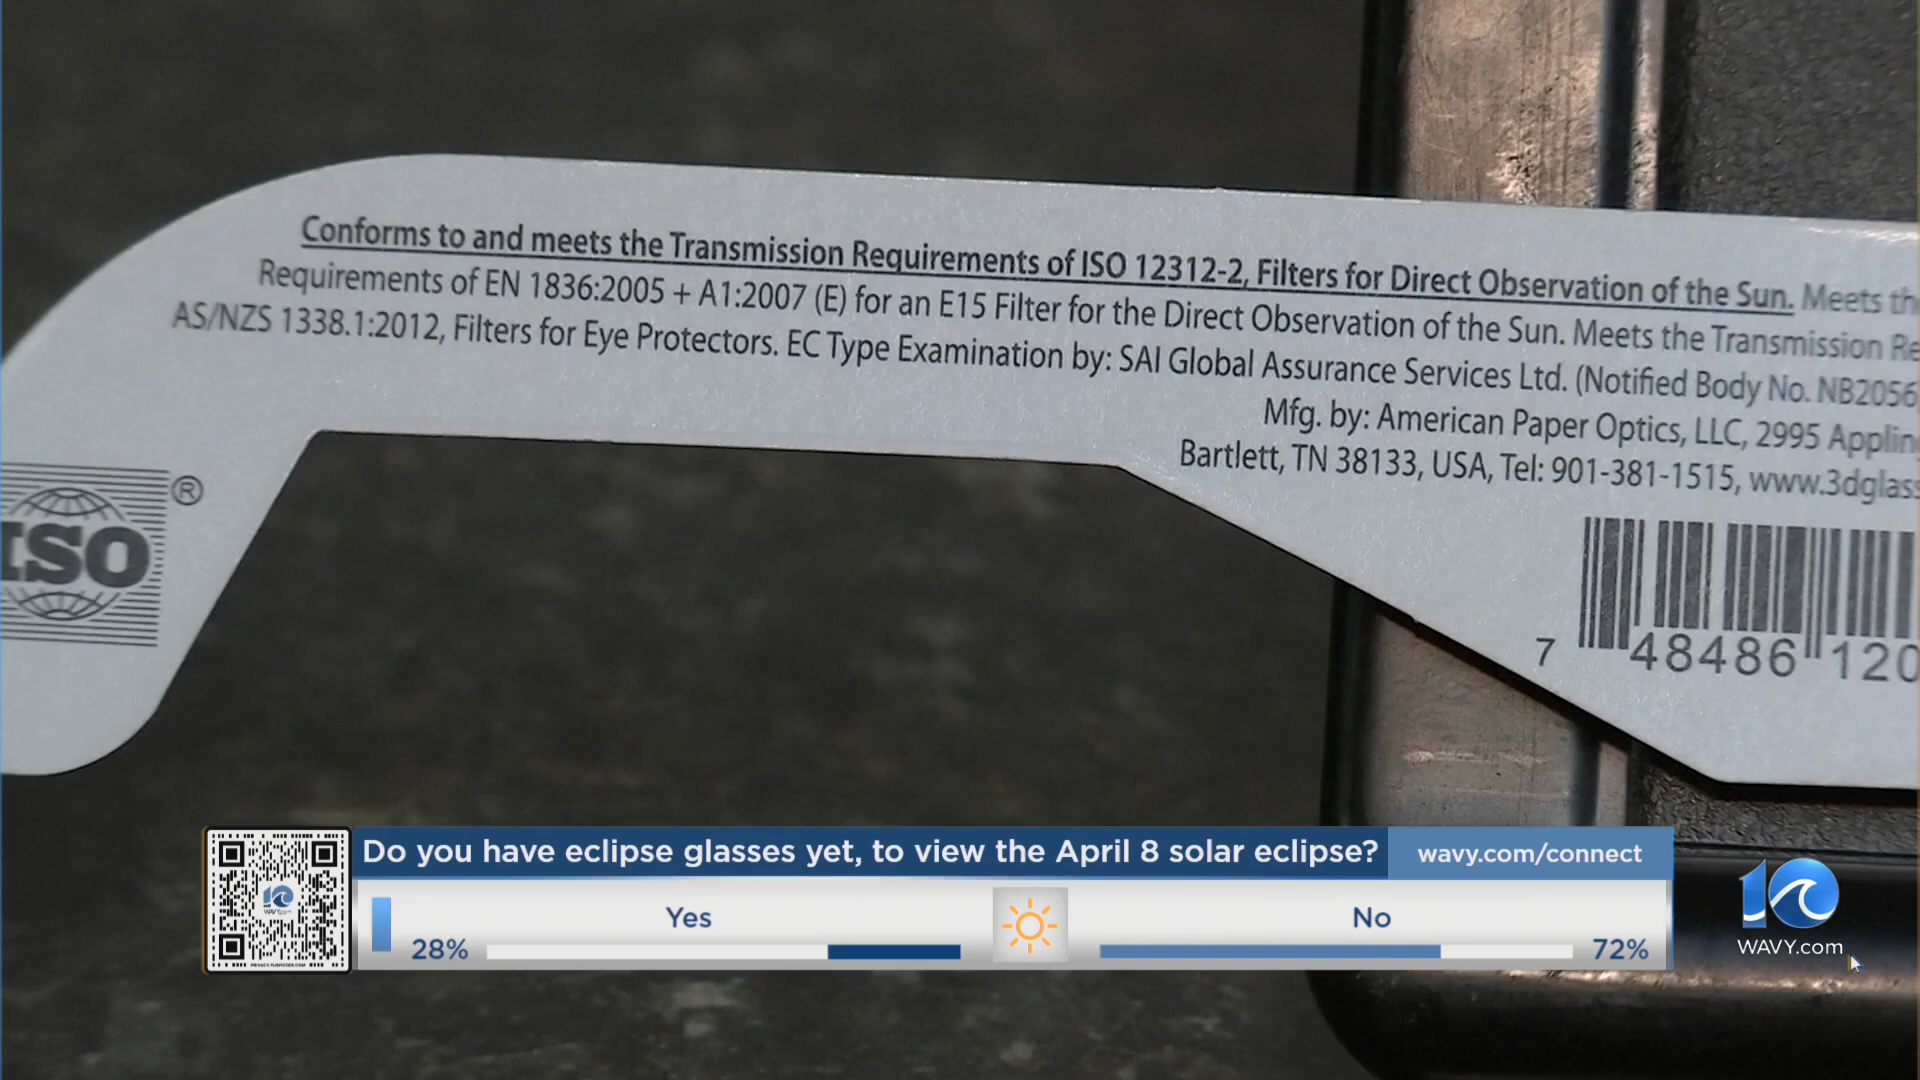 Conforms to and meets the Transmission Requirements of ISO 12312-2, Filters for Direct Observation of the Sun. Meets
Requirements of EN 1836:2005 + A1:2007 (E) for an E15 Filter for the Direct Observation of the Sun. Meets the Transmission
AS/NZS 1338.1:2012, Filters for Eye Protectors. EC Type Examination by: SAI Global Assurance Services Ltd. (Notified Body No. NB2056
Mfg. by: American Paper Optics, LLC, 2995
Bartlett, TN 38133, USA, Tel: 901-381-1515,
ISO ®
7 48486 120
Do you have eclipse glasses yet, to view the April 8 solar eclipse? wavy.com/connect
Yes No
28% 72%
10
WAVY.com